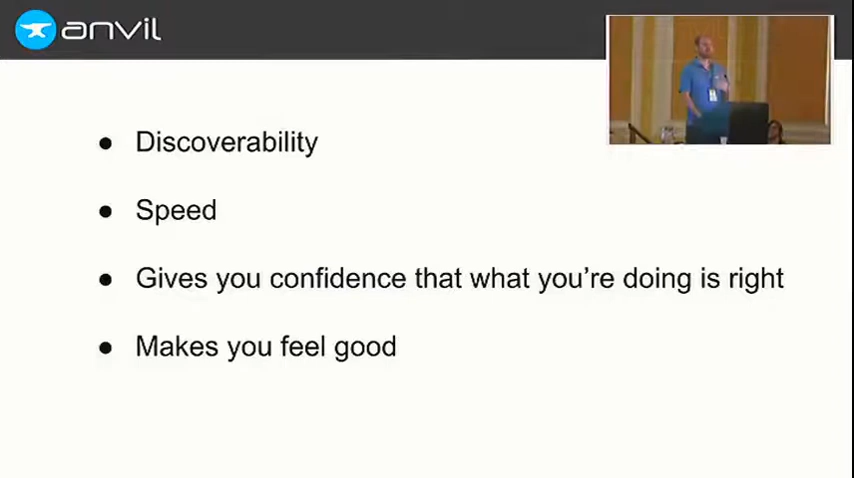 anvil
● Discoverability
● Speed
● Gives you confidence that what you’re doing is right
● Makes you feel good